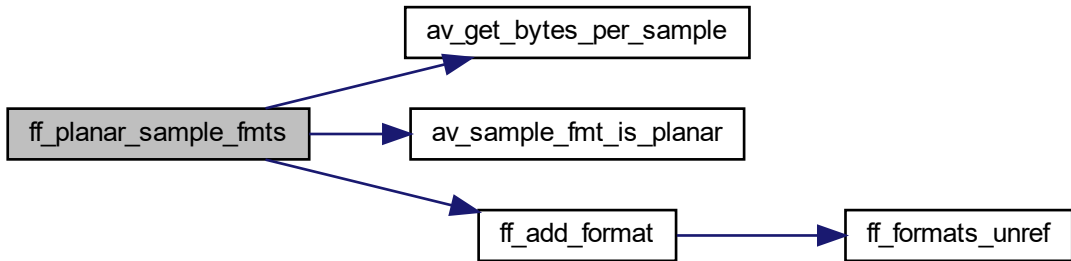 av_get_bytes_per_sample
ff_planar_sample_fmts
av_sample_fmt_is_planar
ff_add_format
ff_formats_unref